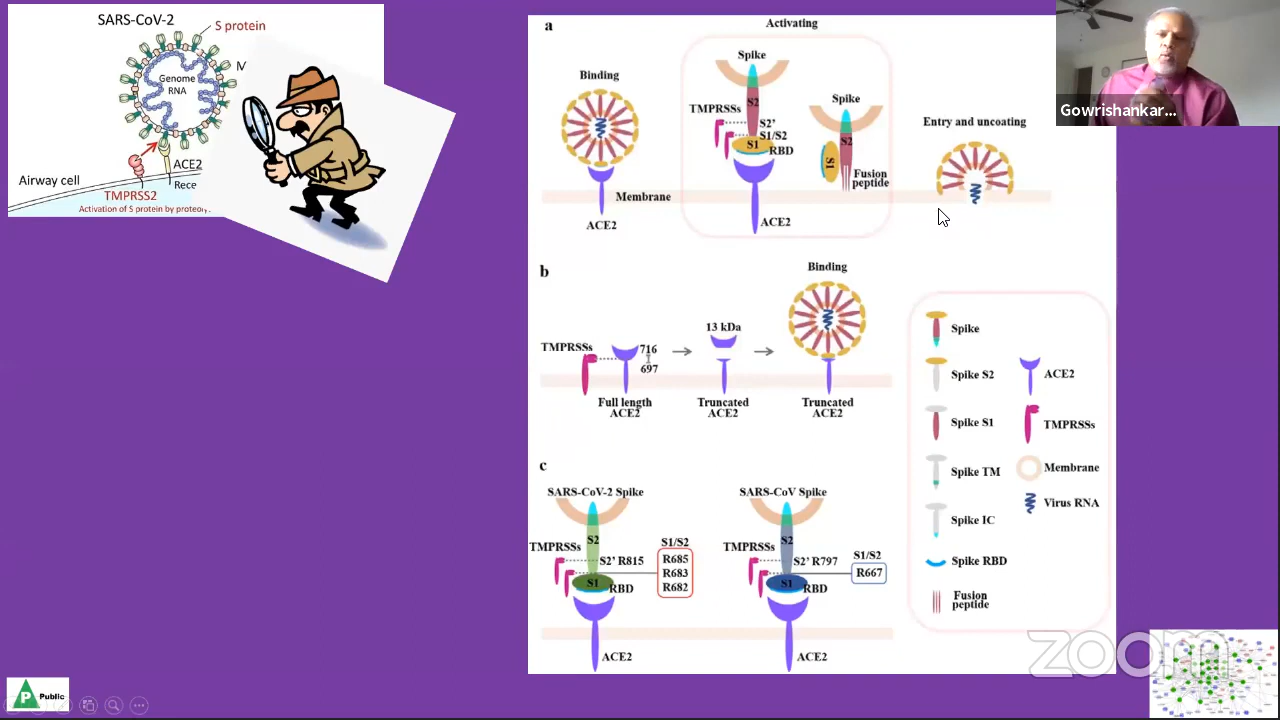 SARS-CoV-2
S protein
Genome
RNA
ACE2
Rece
Airway cell
TMPRSS2
Activation of S protein by
a
Activating
Binding
Membrane
ACE2
Spike
TMPRSSs
S2
S2'
S1/S2
S1
RBD
ACE2
Spike
S2
S1
Fusion
peptide
Entry and uncoating
b
TMPRSSs
716
697
Full length
ACE2
13 kDa
Truncated
ACE2
Binding
Truncated
ACE2
c
SARS-CoV-2 Spike
S2
TMPRSSs
S2' R815
S1/S2
R685
R683
R682
S1
RBD
ACE2
SARS-CoV Spike
S2
TMPRSSs
S2' R797
S1/S2
R667
S1
RBD
ACE2
Spike
Spike S2
ACE2
Spike S1
TMPRSSs
Spike TM
Membrane
Spike IC
Virus RNA
Spike RBD
Fusion
peptide
Gowrishankar...
zoom
P Public